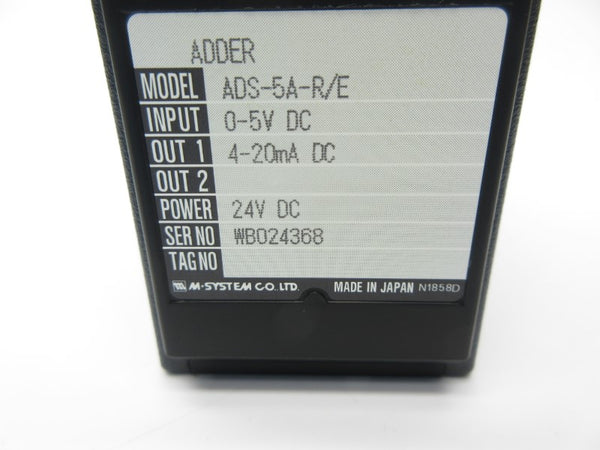 ADDER
MODEL ADS-5A-R/E
INPUT 0-5V DC
OUT 1 4-20mA DC
OUT 2
POWER 24V DC
SER NO WB024368
TAG NO
M-SYSTEM CO.,LTD. MADE IN JAPAN N1858D